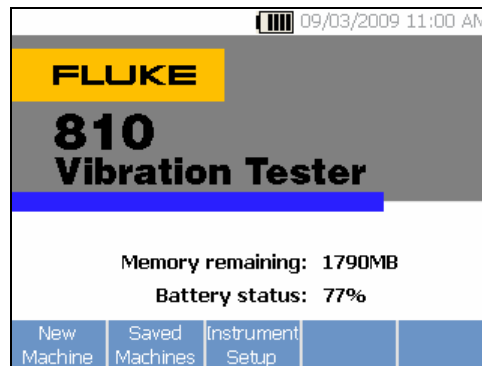 09/03/2009 11:00 AM
FLUKE
810
Vibration Tester
Memory remaining: 1790MB
Battery status: 77%
New Machine
Saved Machines
Instrument Setup